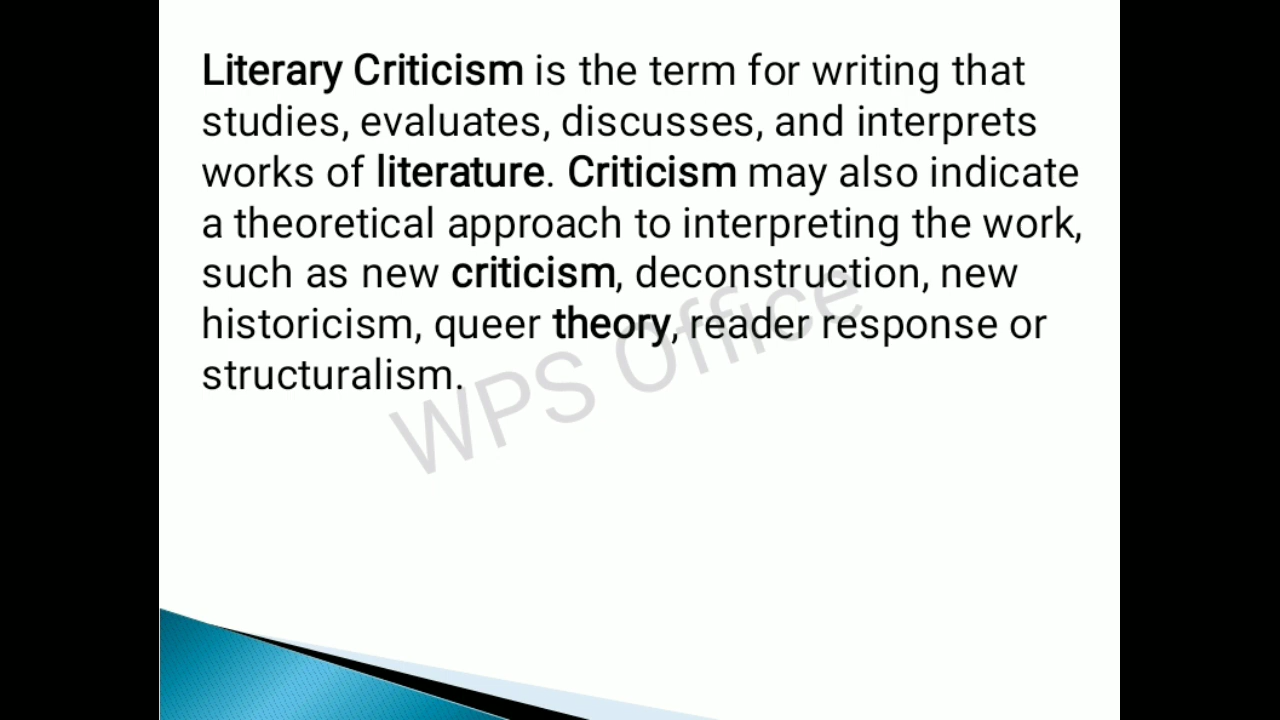 Literary Criticism is the term for writing that
studies, evaluates, discusses, and interprets
works of literature. Criticism may also indicate
a theoretical approach to interpreting the work,
such as new criticism, deconstruction, new
historicism, queer theory, reader response or
structuralism.
WPS Office